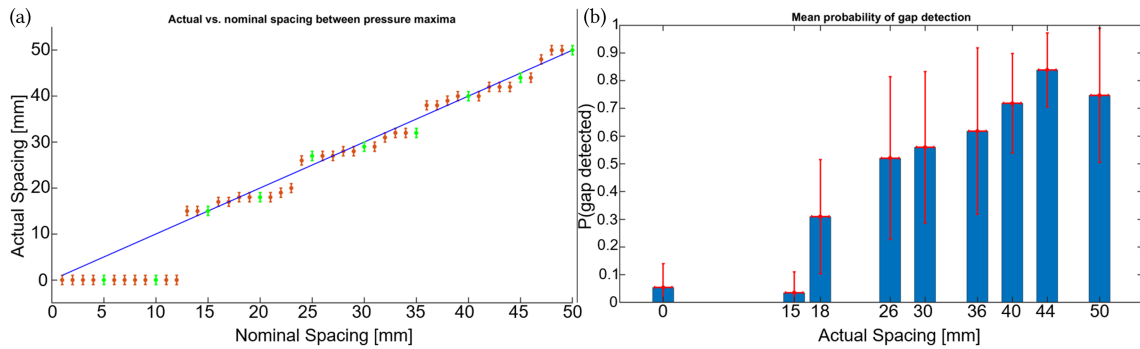 (a)
Actual vs. nominal spacing between pressure maxima
Actual Spacing [mm]
50
40
30
20
10
0
0 5 10 15 20 25 30 35 40 45 50
Nominal Spacing [mm]
(b)
Mean probability of gap detection
P(gap detected)
1
0.9
0.8
0.7
0.6
0.5
0.4
0.3
0.2
0.1
0
0 15 18 26 30 36 40 44 50
Actual Spacing [mm]